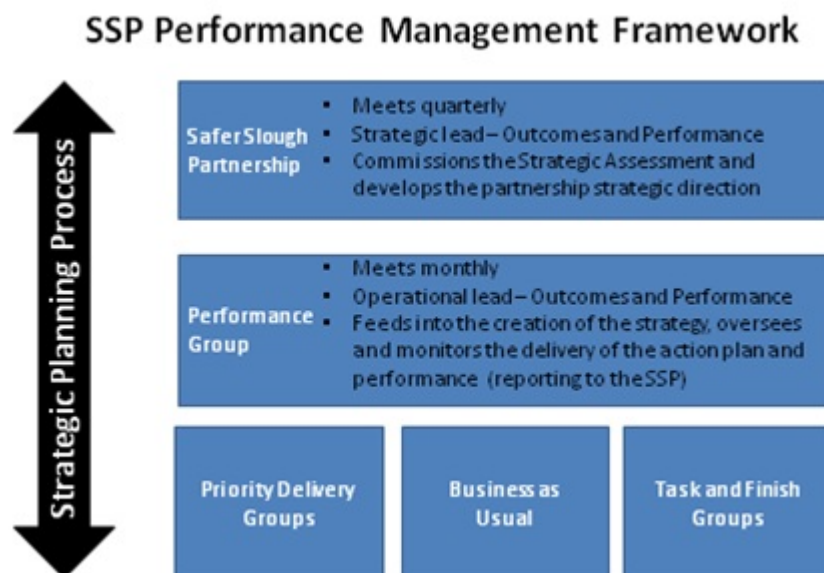 SSP Performance Management Framework
Strategic Planning Process
Safer Slough
Partnership
▪ Meets quarterly
▪ Strategic lead – Outcomes and Performance
▪ Commissions the Strategic Assessment and
develops the partnership strategic direction
Performance
Group
▪ Meets monthly
▪ Operational lead – Outcomes and Performance
▪ Feeds into the creation of the strategy, oversees
and monitors the delivery of the action plan and
performance (reporting to the SSP)
Priority Delivery
Groups
Business as
Usual
Task and Finish
Groups